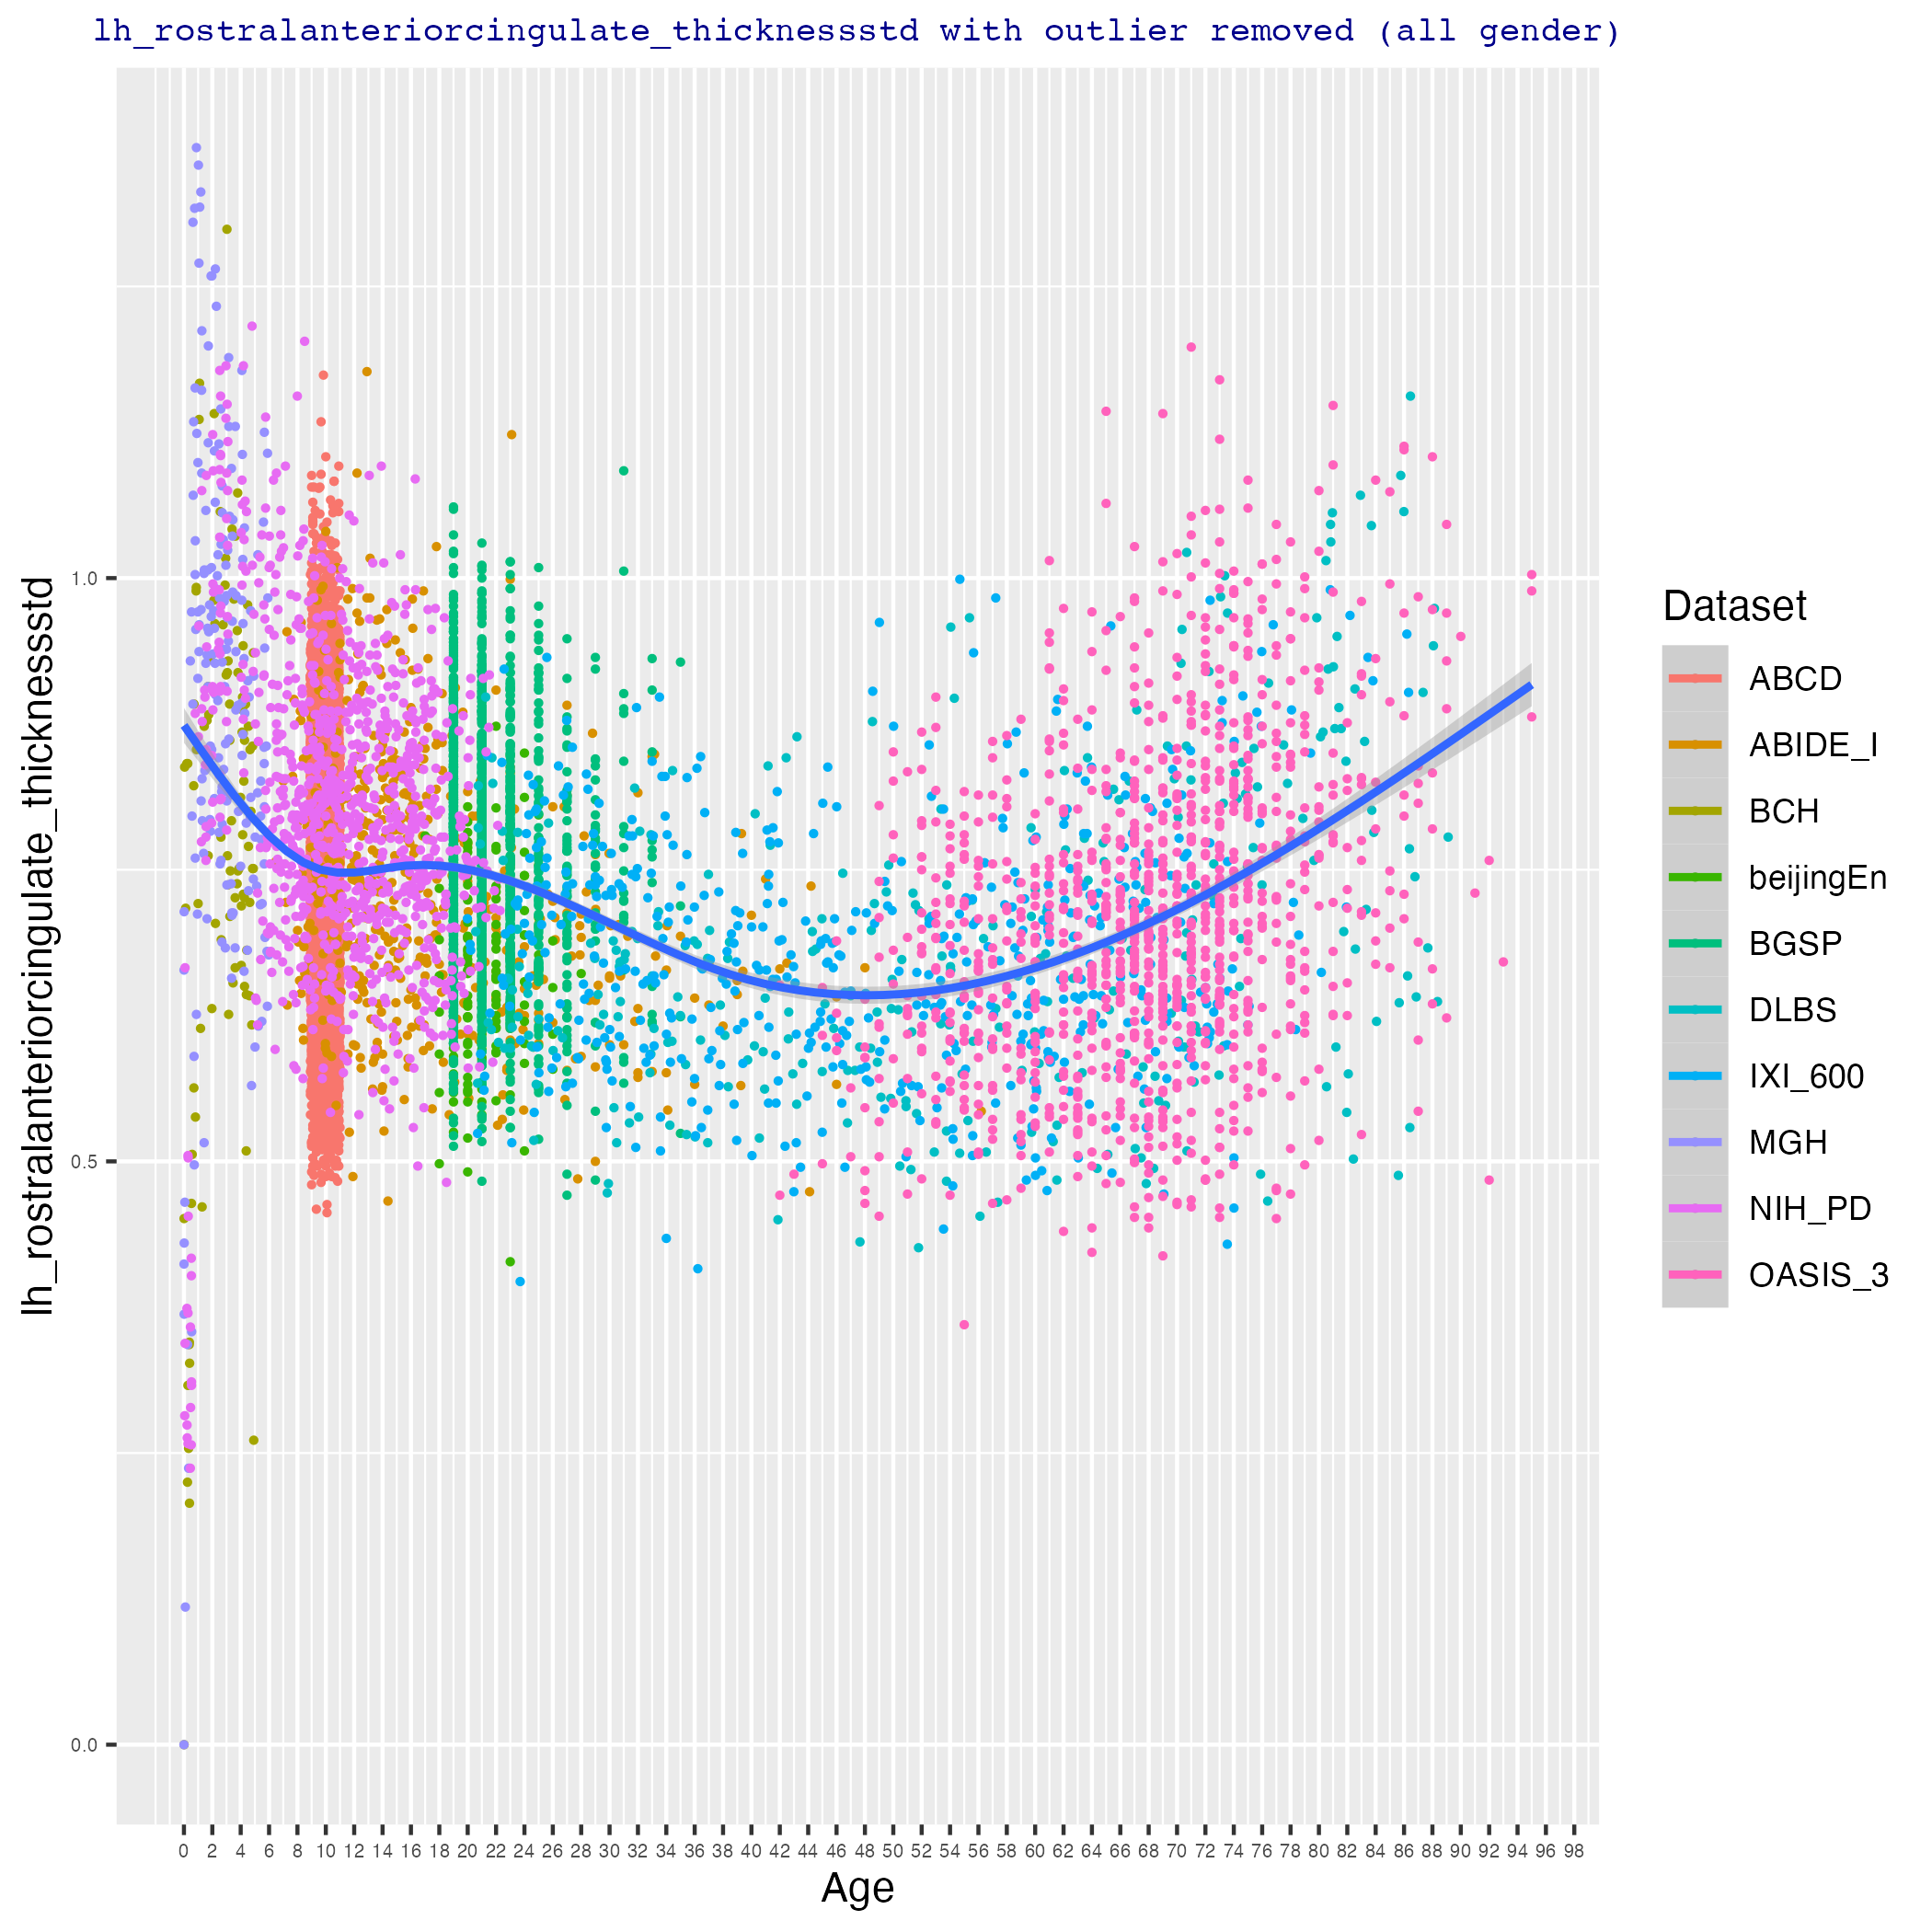 lh_rostralanteriorcingulate_thicknessstd with outlier removed (all gender)
lh_rostralanteriorcingulate_thicknessstd
1.0
0.5
0.0
0 2 4 6 8 10 12 14 16 18 20 22 24 26 28 30 32 34 36 38 40 42 44 46 48 50 52 54 56 58 60 62 64 66 68 70 72 74 76 78 80 82 84 86 88 90 92 94 96 98
Age
Dataset
ABCD
ABIDE_I
BCH
beijingEn
BGSP
DLBS
IXI_600
MGH
NIH_PD
OASIS_3